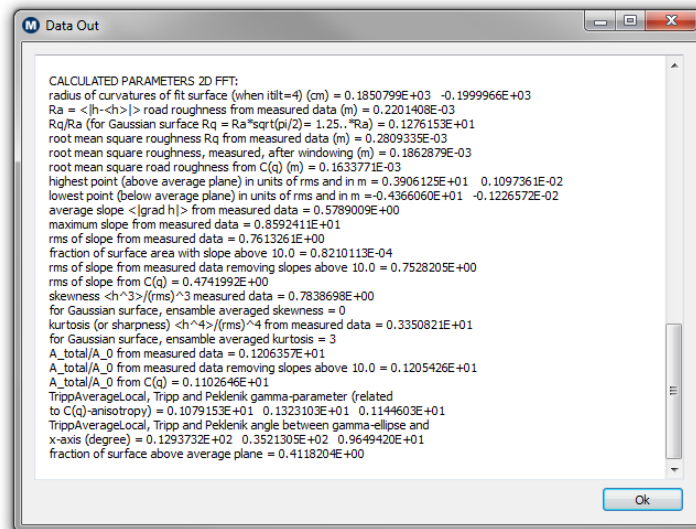 M Data Out
CALCULATED PARAMETERS 2D FFT:
radius of curvatures of fit surface (when itilt=4) (cm) = 0.1850799E+03 -0.1999966E+03
Ra = <|h-<h>|> road roughness from measured data (m) = 0.2201408E-03
Rq/Ra (for Gaussian surface Rq = Ra*sqrt(pi/2)= 1.25..*Ra) = 0.1276153E+01
root mean square roughness Rq from measured data (m) = 0.2809335E-03
root mean square roughness, measured, after windowing (m) = 0.1862879E-03
root mean square road roughness from C(q) (m) = 0.1633771E-03
highest point (above average plane) in units of rms and in m = 0.3906125E+01 0.1097361E-02
lowest point (below average plane) in units of rms and in m =-0.4366060E+01 -0.1226572E-02
average slope <|grad h|> from measured data = 0.5789009E+00
maximum slope from measured data = 0.8592411E+01
rms of slope from measured data = 0.7613261E+00
fraction of surface area with slope above 10.0 = 0.8210113E-04
rms of slope from measured data removing slopes above 10.0 = 0.7528205E+00
rms of slope from C(q) = 0.4741992E+00
skewness <h^3>/(rms)^3 measured data = 0.7838698E+00
for Gaussian surface, ensamble averaged skewness = 0
kurtosis (or sharpness) <h^4>/(rms)^4 from measured data = 0.3350821E+01
for Gaussian surface, ensamble averaged kurtosis = 3
A_total/A_0 from measured data = 0.1206357E+01
A_total/A_0 from measured data removing slopes above 10.0 = 0.1205426E+01
A_total/A_0 from C(q) = 0.1102646E+01
TrippAverageLocal, Tripp and Peklenik gamma-parameter (related
to C(q)-anisotropy) = 0.1079153E+01 0.1323103E+01 0.1144603E+01
TrippAverageLocal, Tripp and Peklenik angle between gamma-ellipse and
x-axis (degree) = 0.1293732E+02 0.3521305E+02 0.9649420E+01
fraction of surface above average plane = 0.4118204E+00
Ok